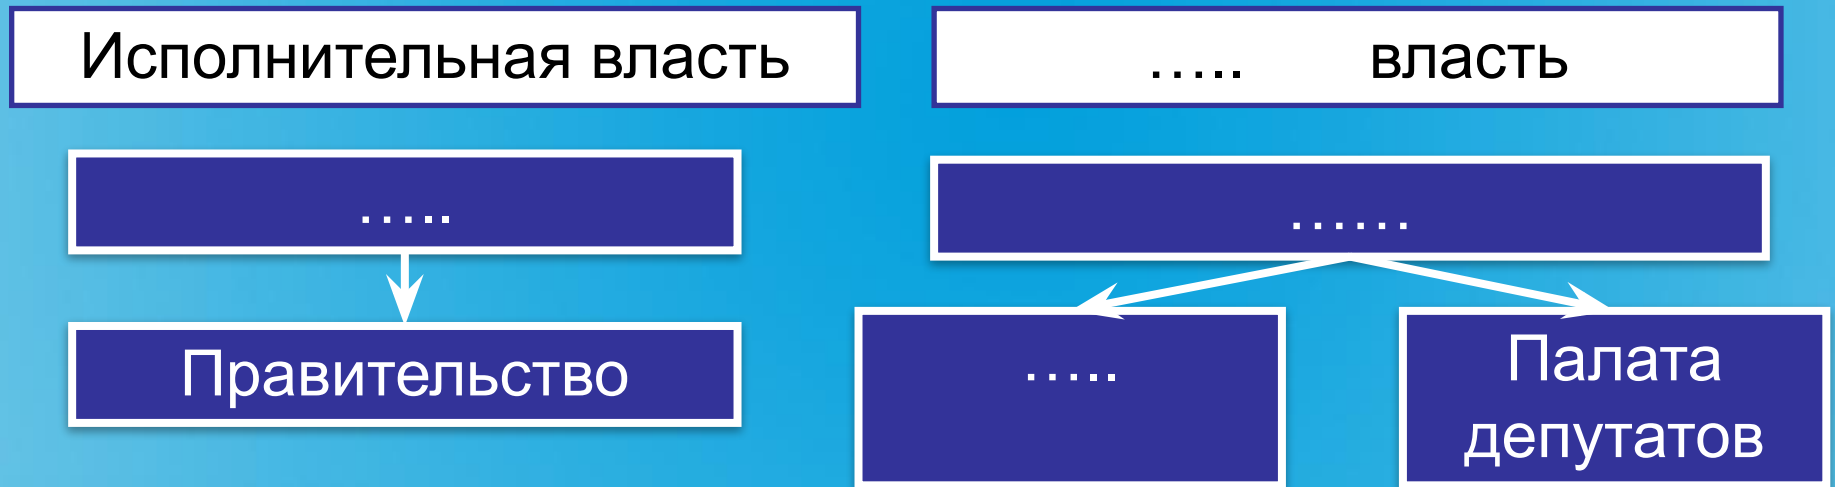 Исполнительная власть
….. власть
…..
……
Правительство
…..
Палата
депутатов